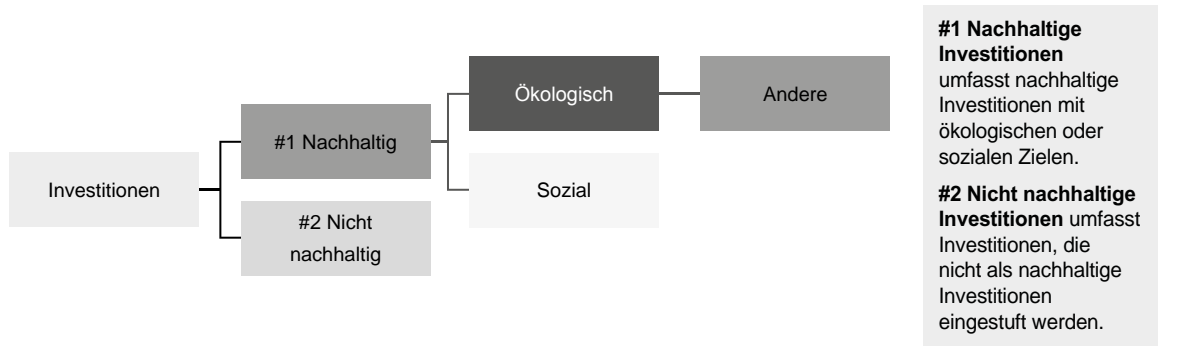 Investitionen
#1 Nachhaltig
#2 Nicht
nachhaltig
Ökologisch
Sozial
Andere
#1 Nachhaltige
Investitionen
umfasst nachhaltige
Investitionen mit
ökologischen oder
sozialen Zielen.
#2 Nicht nachhaltige
Investitionen umfasst
Investitionen, die
nicht als nachhaltige
Investitionen
eingestuft werden.